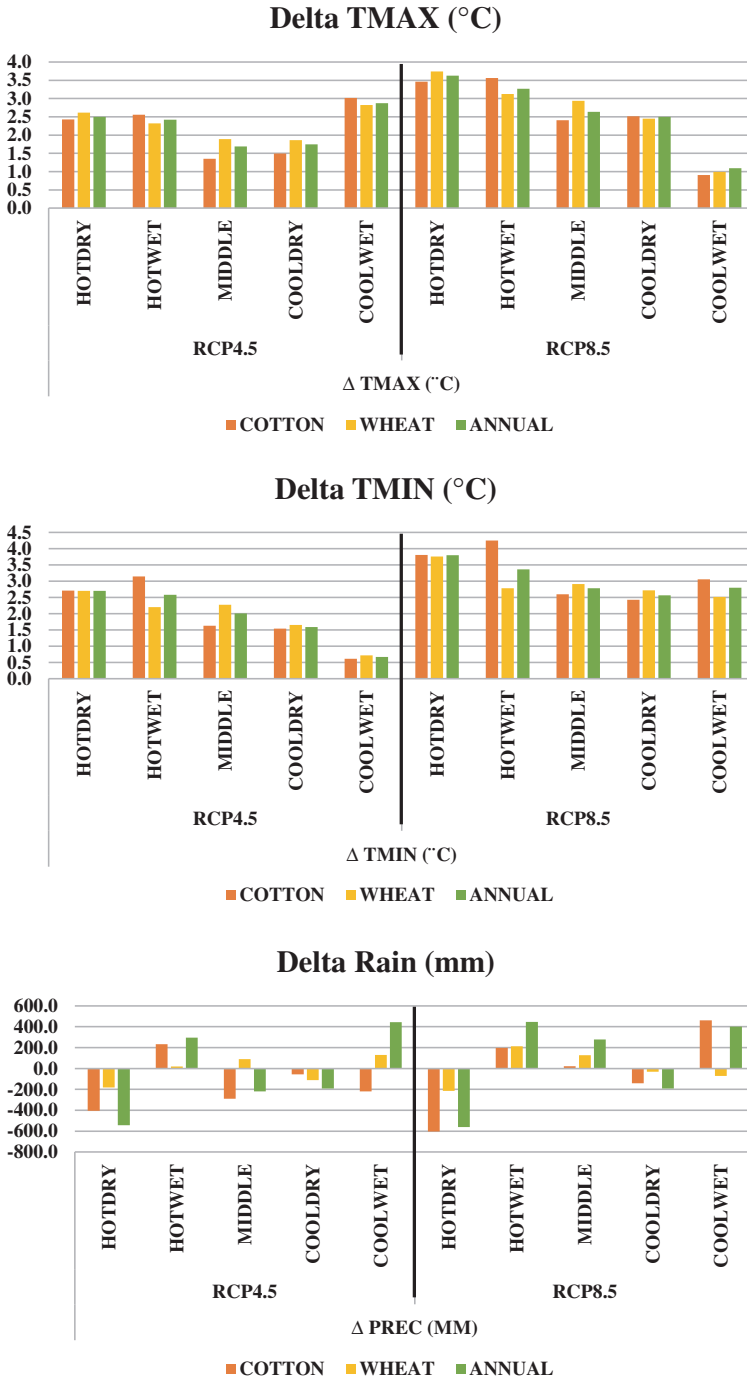 Delta TMAX (°C)
4.0
3.5
3.0
2.5
2.0
1.5
1.0
0.5
0.0
HOTDRY
HOTWET
MIDDLE
COOLDRY
COOLWET
HOTDRY
HOTWET
MIDDLE
COOLDRY
COOLWET
RCP4.5
RCP8.5
Δ TMAX (¨C)
COTTON WHEAT ANNUAL
Delta TMIN (°C)
4.5
4.0
3.5
3.0
2.5
2.0
1.5
1.0
0.5
0.0
HOTDRY
HOTWET
MIDDLE
COOLDRY
COOLWET
HOTDRY
HOTWET
MIDDLE
COOLDRY
COOLWET
RCP4.5
RCP8.5
Δ TMIN (¨C)
COTTON WHEAT ANNUAL
Delta Rain (mm)
600.0
400.0
200.0
0.0
-200.0
-400.0
-600.0
-800.0
HOTDRY
HOTWET
MIDDLE
COOLDRY
COOLWET
HOTDRY
HOTWET
MIDDLE
COOLDRY
COOLWET
RCP4.5
RCP8.5
Δ PREC (MM)
COTTON WHEAT ANNUAL